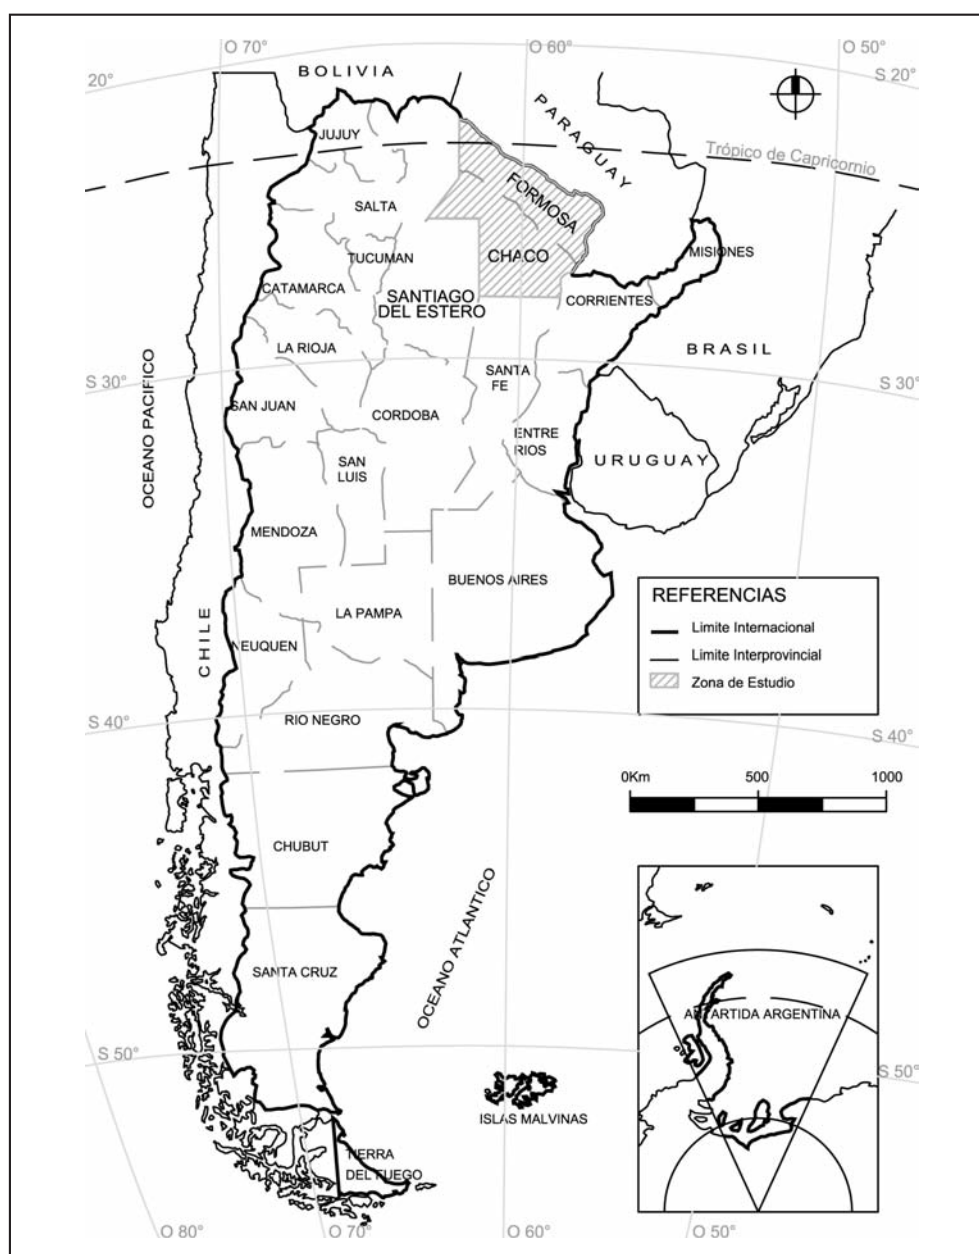 O 70°
O 60°
O 50°
20°
BOLIVIA
S 20°
PARAGUAY
JUJUY
Trópico de Capricornio
FORMOSA
SALTA
MISIONES
TUCUMAN
CHACO
CATAMARCA
SANTIAGO
DEL ESTERO
CORRIENTES
LA RIOJA
BRASIL
SANTA
FE
S 30°
S 30°
SAN JUAN
CORDOBA
OCEANO PACIFICO
ENTRE
RIOS
SAN
LUIS
URUGUAY
MENDOZA
BUENOS AIRES
REFERENCIAS
LA PAMPA
Limite Internacional
CHILE
NEUQUEN
Limite Interprovincial
Zona de Estudio
RIO NEGRO
S 40°
S 40°
0Km
500
1000
CHUBUT
OCEANO ATLANTICO
SANTA CRUZ
ANTARTIDA ARGENTINA
S 50°
S 50°
ISLAS MALVINAS
TIERRA
DEL FUEGO
O 80°
O 70°
O 60°
O 50°